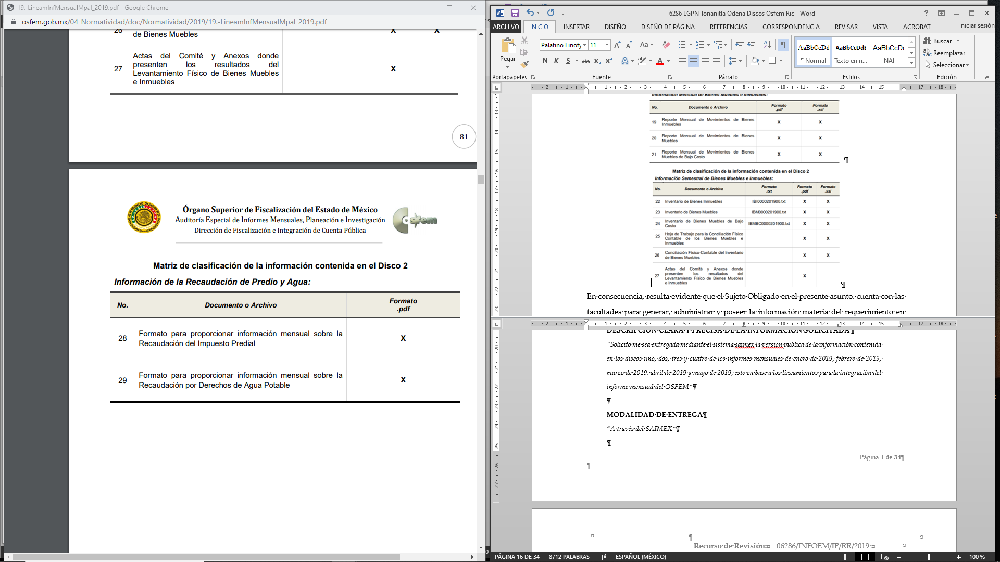 19.-LineamInfMensualMpal_2019.pdf - Google Chrome
osfem.gob.mx/04_Normatividad/doc/Normatividad/2019/19.-LineamInfMensualMpal_2019.pdf
26 de Bienes Muebles X X
27 Actas del Comité y Anexos donde
presenten los resultados del
Levantamiento Físico de Bienes Muebles
e Inmuebles X
81
Órgano Superior de Fiscalización del Estado de México
Auditoría Especial de Informes Mensuales, Planeación e Investigación
Dirección de Fiscalización e Integración de Cuenta Pública
osfem
Matriz de clasificación de la información contenida en el Disco 2
Información de la Recaudación de Predio y Agua:
No. Documento o Archivo Formato .pdf
28 Formato para proporcionar información mensual sobre la
Recaudación del Impuesto Predial X
29 Formato para proporcionar información mensual sobre la
Recaudación por Derechos de Agua Potable X
6286 LGPN Tonanitla Odena Discos Osfem Ric - Word
ARCHIVO INICIO INSERTAR DISEÑO DISEÑO DE PÁGINA REFERENCIAS CORRESPONDENCIA REVISAR VISTA ACROBAT Iniciar sesión
Pegar
Palatino Linoty 11
N K S abc x₂ x²
AaBbCcDd AaBbCcDdE AaBbCcDd
¶ Normal Texto en n... INAI
Buscar
Reemplazar
Seleccionar
Portapapeles Fuente Párrafo Estilos Edición
Información Mensual de Bienes Muebles e Inmuebles:
No. Documento o Archivo Formato .pdf Formato .xsl
19 Reporte Mensual de Movimientos de Bienes
Inmuebles X X
20 Reporte Mensual de Movimientos de Bienes
Muebles X X
21 Reporte Mensual de Movimientos de Bienes
Muebles de Bajo Costo X X ¶
Matriz de clasificación de la información contenida en el Disco 2
Información Semestral de Bienes Muebles e Inmuebles:
No. Documento o Archivo Formato .txt Formato .pdf Formato .xsl
22 Inventario de Bienes Inmuebles IBI0000201900.txt X X
23 Inventario de Bienes Muebles IBM0000201900.txt X X
24 Inventario de Bienes Muebles de Bajo
Costo IBMBC0000201900.txt X X
25 Hoja de Trabajo para la Conciliación Físico
Contable de los Bienes Muebles e
Inmuebles X X
26 Conciliación Físico-Contable del Inventario
de Bienes Muebles X X
27 Actas del Comité y Anexos donde
presenten los resultados del
Levantamiento Físico de Bienes Muebles
e Inmuebles X ¶
En consecuencia, resulta evidente que el Sujeto Obligado en el presente asunto, cuenta con las
facultades para generar, administrar y poseer la información materia del requerimiento en
DESCRIPCIÓN CLARA Y PRECISA DE LA INFORMACIÓN SOLICITADA¶
“Solicito me sea entregada mediante el sistema saimex la version publica de la información contenida
en los discos uno, dos, tres y cuatro de los informes mensuales de enero de 2019, febrero de 2019,
marzo de 2019, abril de 2019 y mayo de 2019, esto en base a los lineamientos para la integración del
informe mensual del OSFEM”¶
¶
MODALIDAD DE ENTREGA¶
“A través del SAIMEX”¶
¶
Página 1 de 34¶
¶
¶
Recurso de Revisión: 06286/INFOEM/IP/RR/2019
PÁGINA 16 DE 34 8712 PALABRAS ESPAÑOL (MÉXICO) 100 %